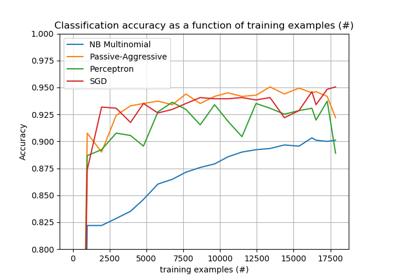 Classification accuracy as a function of training examples (#)
1.000
0.975
0.950
0.925
0.900
0.875
0.850
0.825
0.800
Accuracy
NB Multinomial
Passive-Aggressive
Perceptron
SGD
0 2500 5000 7500 10000 12500 15000 17500
training examples (#)